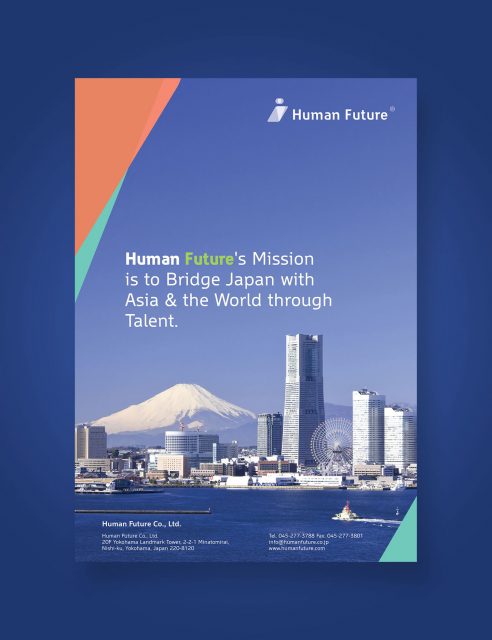 Human Future®
Human Future's Mission
is to Bridge Japan with
Asia & the World through
Talent.
Human Future Co., Ltd.
Human Future Co., Ltd.
20F Yokohama Landmark Tower, 2-2-1 Minatomirai,
Nishi-ku, Yokohama, Japan 220-8120
Tel. 045-277-3788 Fax. 045-277-3801
info@humanfuture.co.jp
www.humanfuture.com